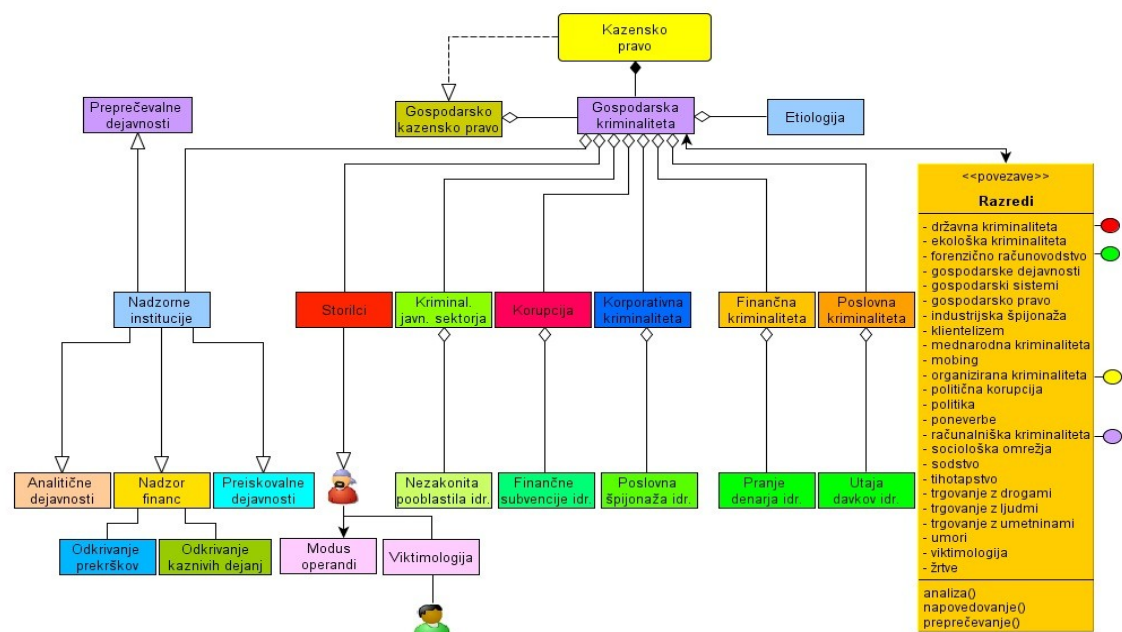 Kazensko
pravo
Preprečevalne
dejavnosti
Gospodarsko
kazensko pravo
Gospodarska
kriminaliteta
Etiologija
<<povezave>>
Razredi
- državna kriminaliteta
- ekološka kriminaliteta
- forenzično računovodstvo
- gospodarske dejavnosti
- gospodarski sistemi
- gospodarsko pravo
- industrijska špijonaža
- klientelizem
- mednarodna kriminaliteta
- mobing
- organizirana kriminaliteta
- politična korupcija
- politika
- poneverbe
- računalniška kriminaliteta
- sociološka omrežja
- sodstvo
- tihotapstvo
- trgovanje z drogami
- trgovanje z ljudmi
- trgovanje z umetninami
- umori
- viktimologija
- žrtve
analiza()
napovedovanje()
preprečevanje()
Nadzorne
institucije
Storilci
Kriminal.
javn. sektorja
Korupcija
Korporativna
kriminaliteta
Finančna
kriminaliteta
Poslovna
kriminaliteta
Analitične
dejavnosti
Nadzor
financ
Preiskovalne
dejavnosti
Nezakonita
pooblastila idr.
Finančne
subvencije idr.
Poslovna
špijonaža idr.
Pranje
denarja idr.
Utaja
davkov idr.
Odkrivanje
prekrškov
Odkrivanje
kaznivih dejanj
Modus
operandi
Viktimologija